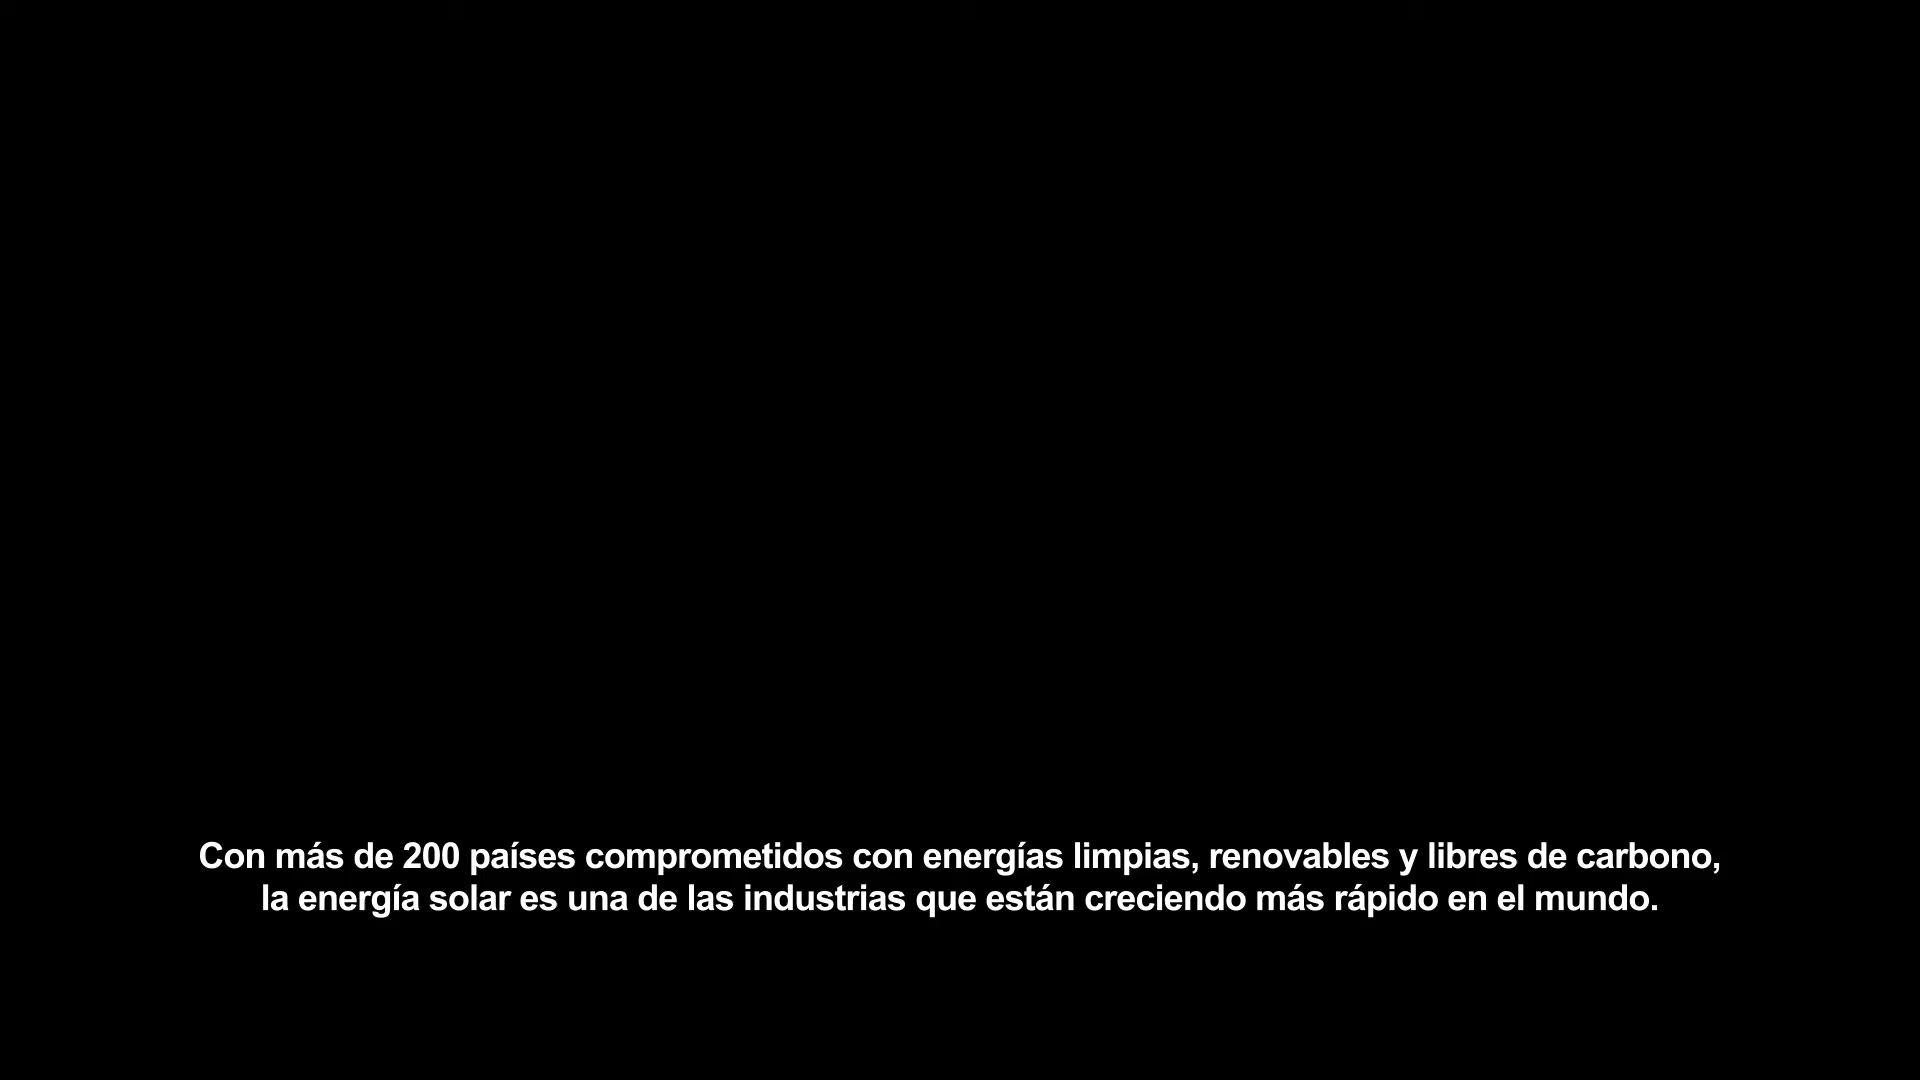 Con más de 200 países comprometidos con energías limpias, renovables y libres de carbono,
la energía solar es una de las industrias que están creciendo más rápido en el mundo.